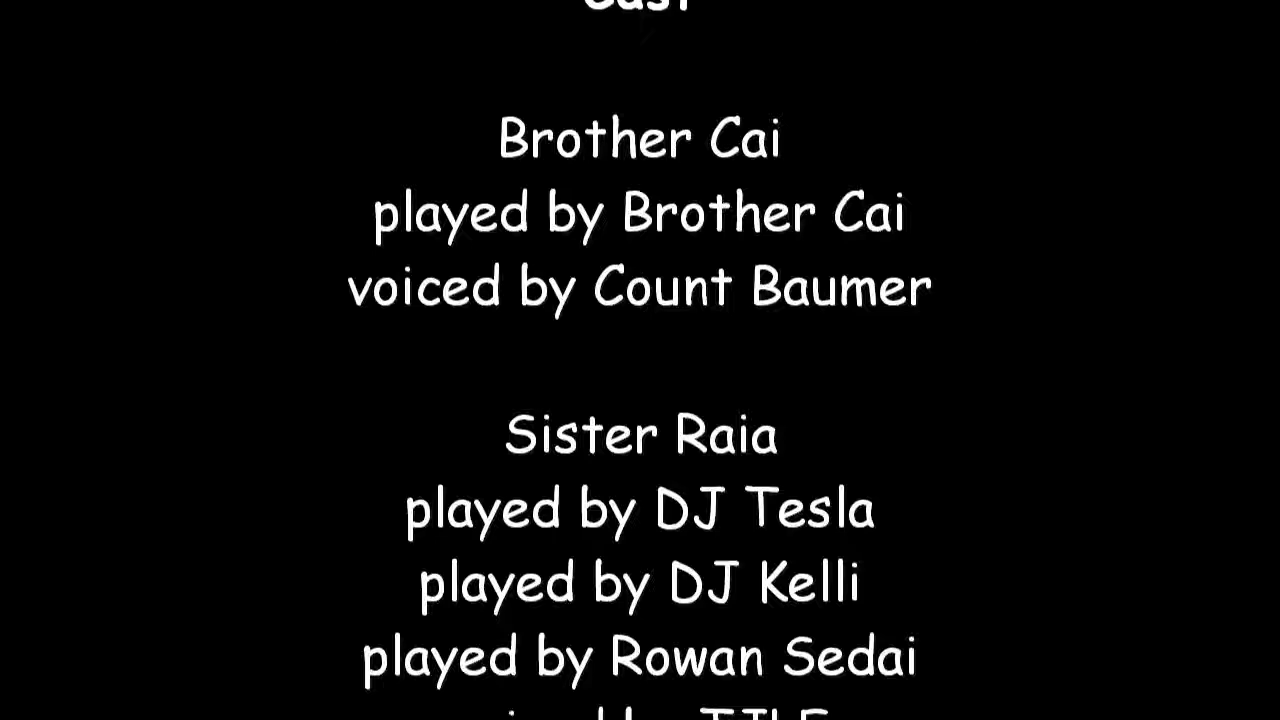 Cast
Brother Cai
played by Brother Cai
voiced by Count Baumer
Sister Raia
played by DJ Tesla
played by DJ Kelli
played by Rowan Sedai